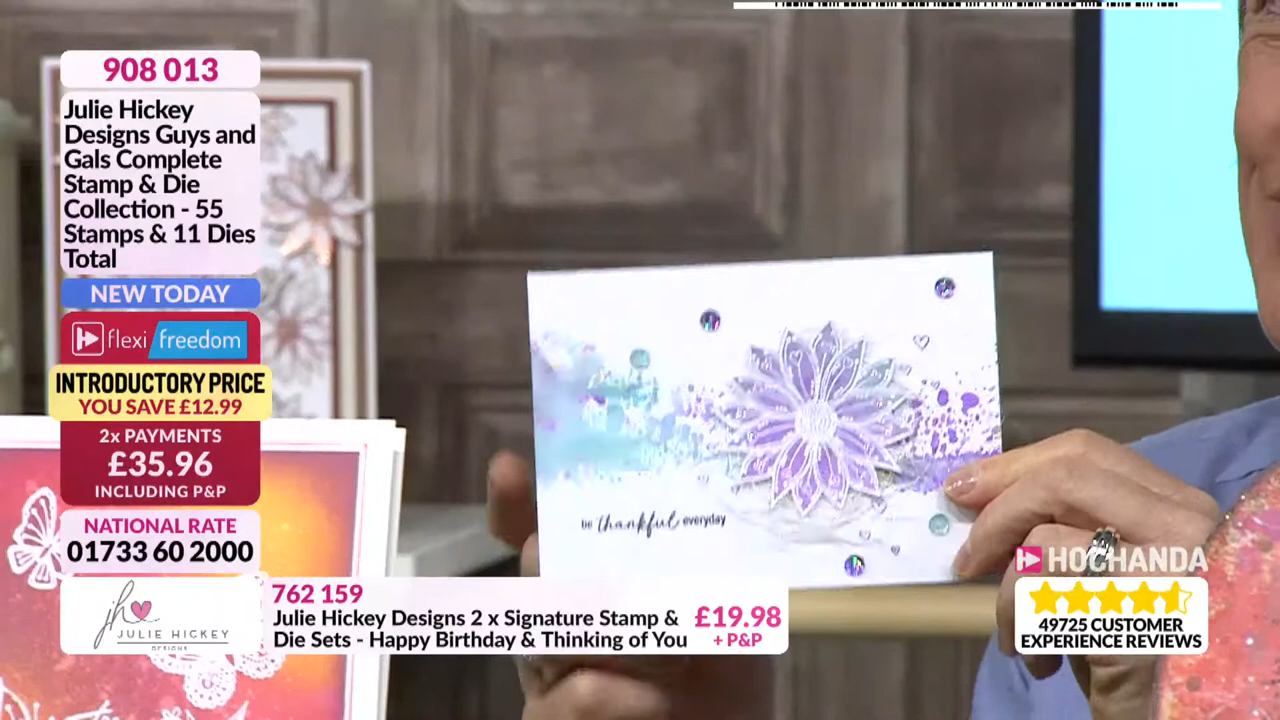 908 013
Julie Hickey
Designs Guys and
Gals Complete
Stamp & Die
Collection - 55
Stamps & 11 Dies
Total
NEW TODAY
flexi freedom
INTRODUCTORY PRICE
YOU SAVE £12.99
2x PAYMENTS
£35.96
INCLUDING P&P
NATIONAL RATE
01733 60 2000
jh
JULIE HICKEY
DESIGNS
762 159
Julie Hickey Designs 2 x Signature Stamp &
Die Sets - Happy Birthday & Thinking of You
£19.98
+ P&P
be thankful everyday
HOCHANDA
49725 CUSTOMER
EXPERIENCE REVIEWS